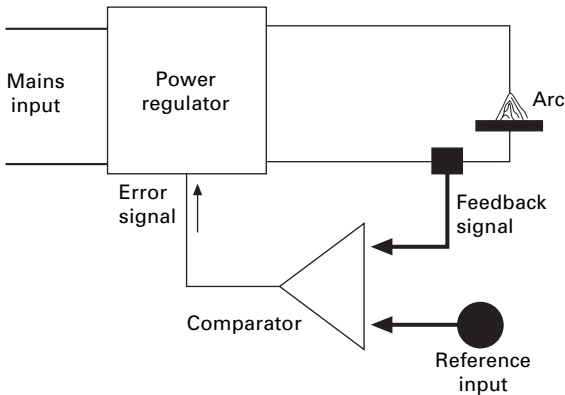 Mains
input
Power
regulator
Arc
Error
signal
Feedback
signal
Comparator
Reference
input